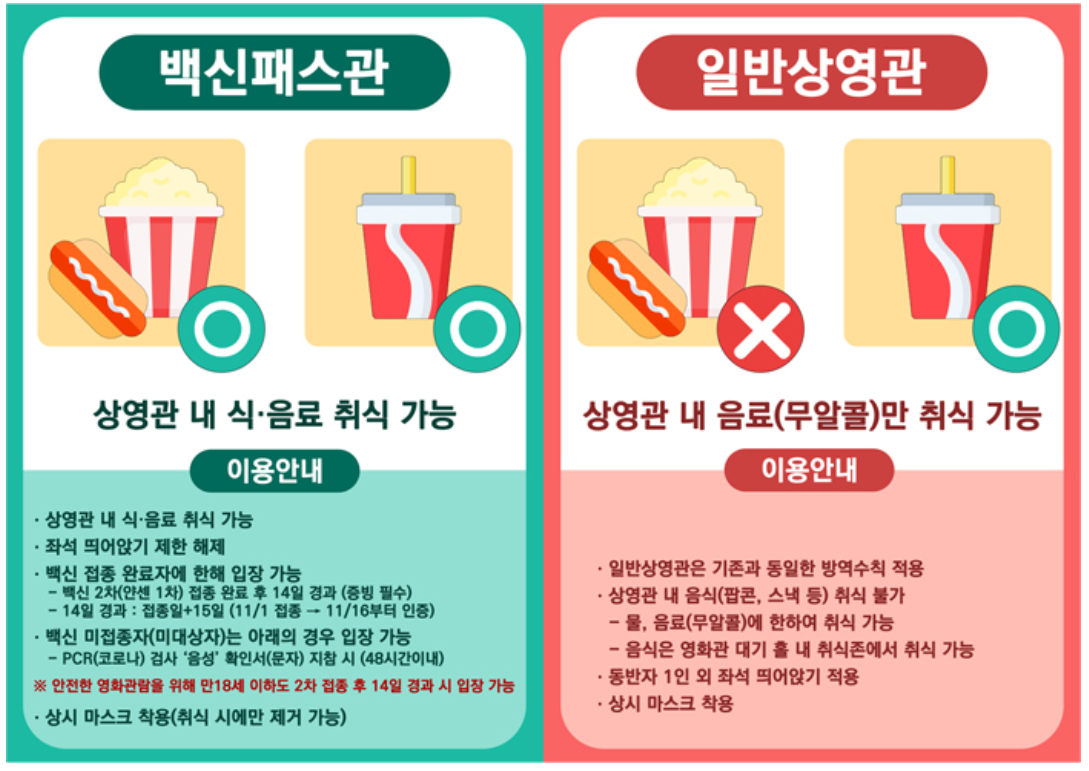 백신패스관
상영관 내 식·음료 취식 가능
이용안내
· 상영관 내 식·음료 취식 가능
· 좌석 띄어앉기 제한 해제
· 백신 접종 완료자에 한해 입장 가능
- 백신 2차(얀센 1차) 접종 완료 후 14일 경과 (증빙 필수)
- 14일 경과 : 접종일+15일 (11/1 접종 → 11/16부터 인증)
· 백신 미접종자(미대상자)는 아래의 경우 입장 가능
- PCR(코로나) 검사 '음성' 확인서(문자) 지참 시 (48시간이내)
※ 안전한 영화관람을 위해 만18세 이하도 2차 접종 후 14일 경과 시 입장 가능
· 상시 마스크 착용(취식 시에만 제거 가능)
일반상영관
상영관 내 음료(무알콜)만 취식 가능
이용안내
· 일반상영관은 기존과 동일한 방역수칙 적용
· 상영관 내 음식(팝콘, 스낵 등) 취식 불가
- 물, 음료(무알콜)에 한하여 취식 가능
- 음식은 영화관 대기 홀 내 취식존에서 취식 가능
· 동반자 1인 외 좌석 띄어앉기 적용
· 상시 마스크 착용